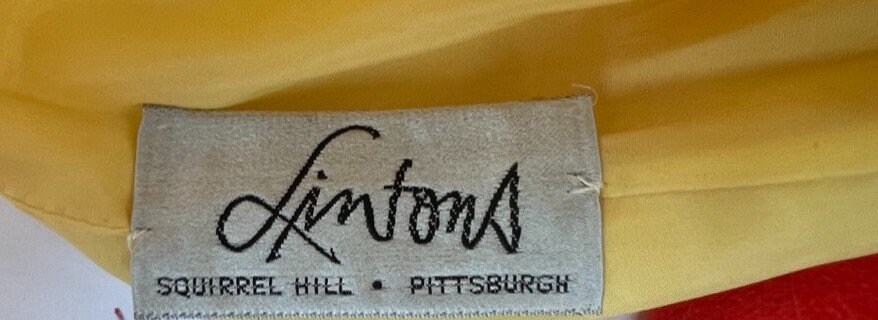 Lintons
SQUIRREL HILL • PITTSBURGH